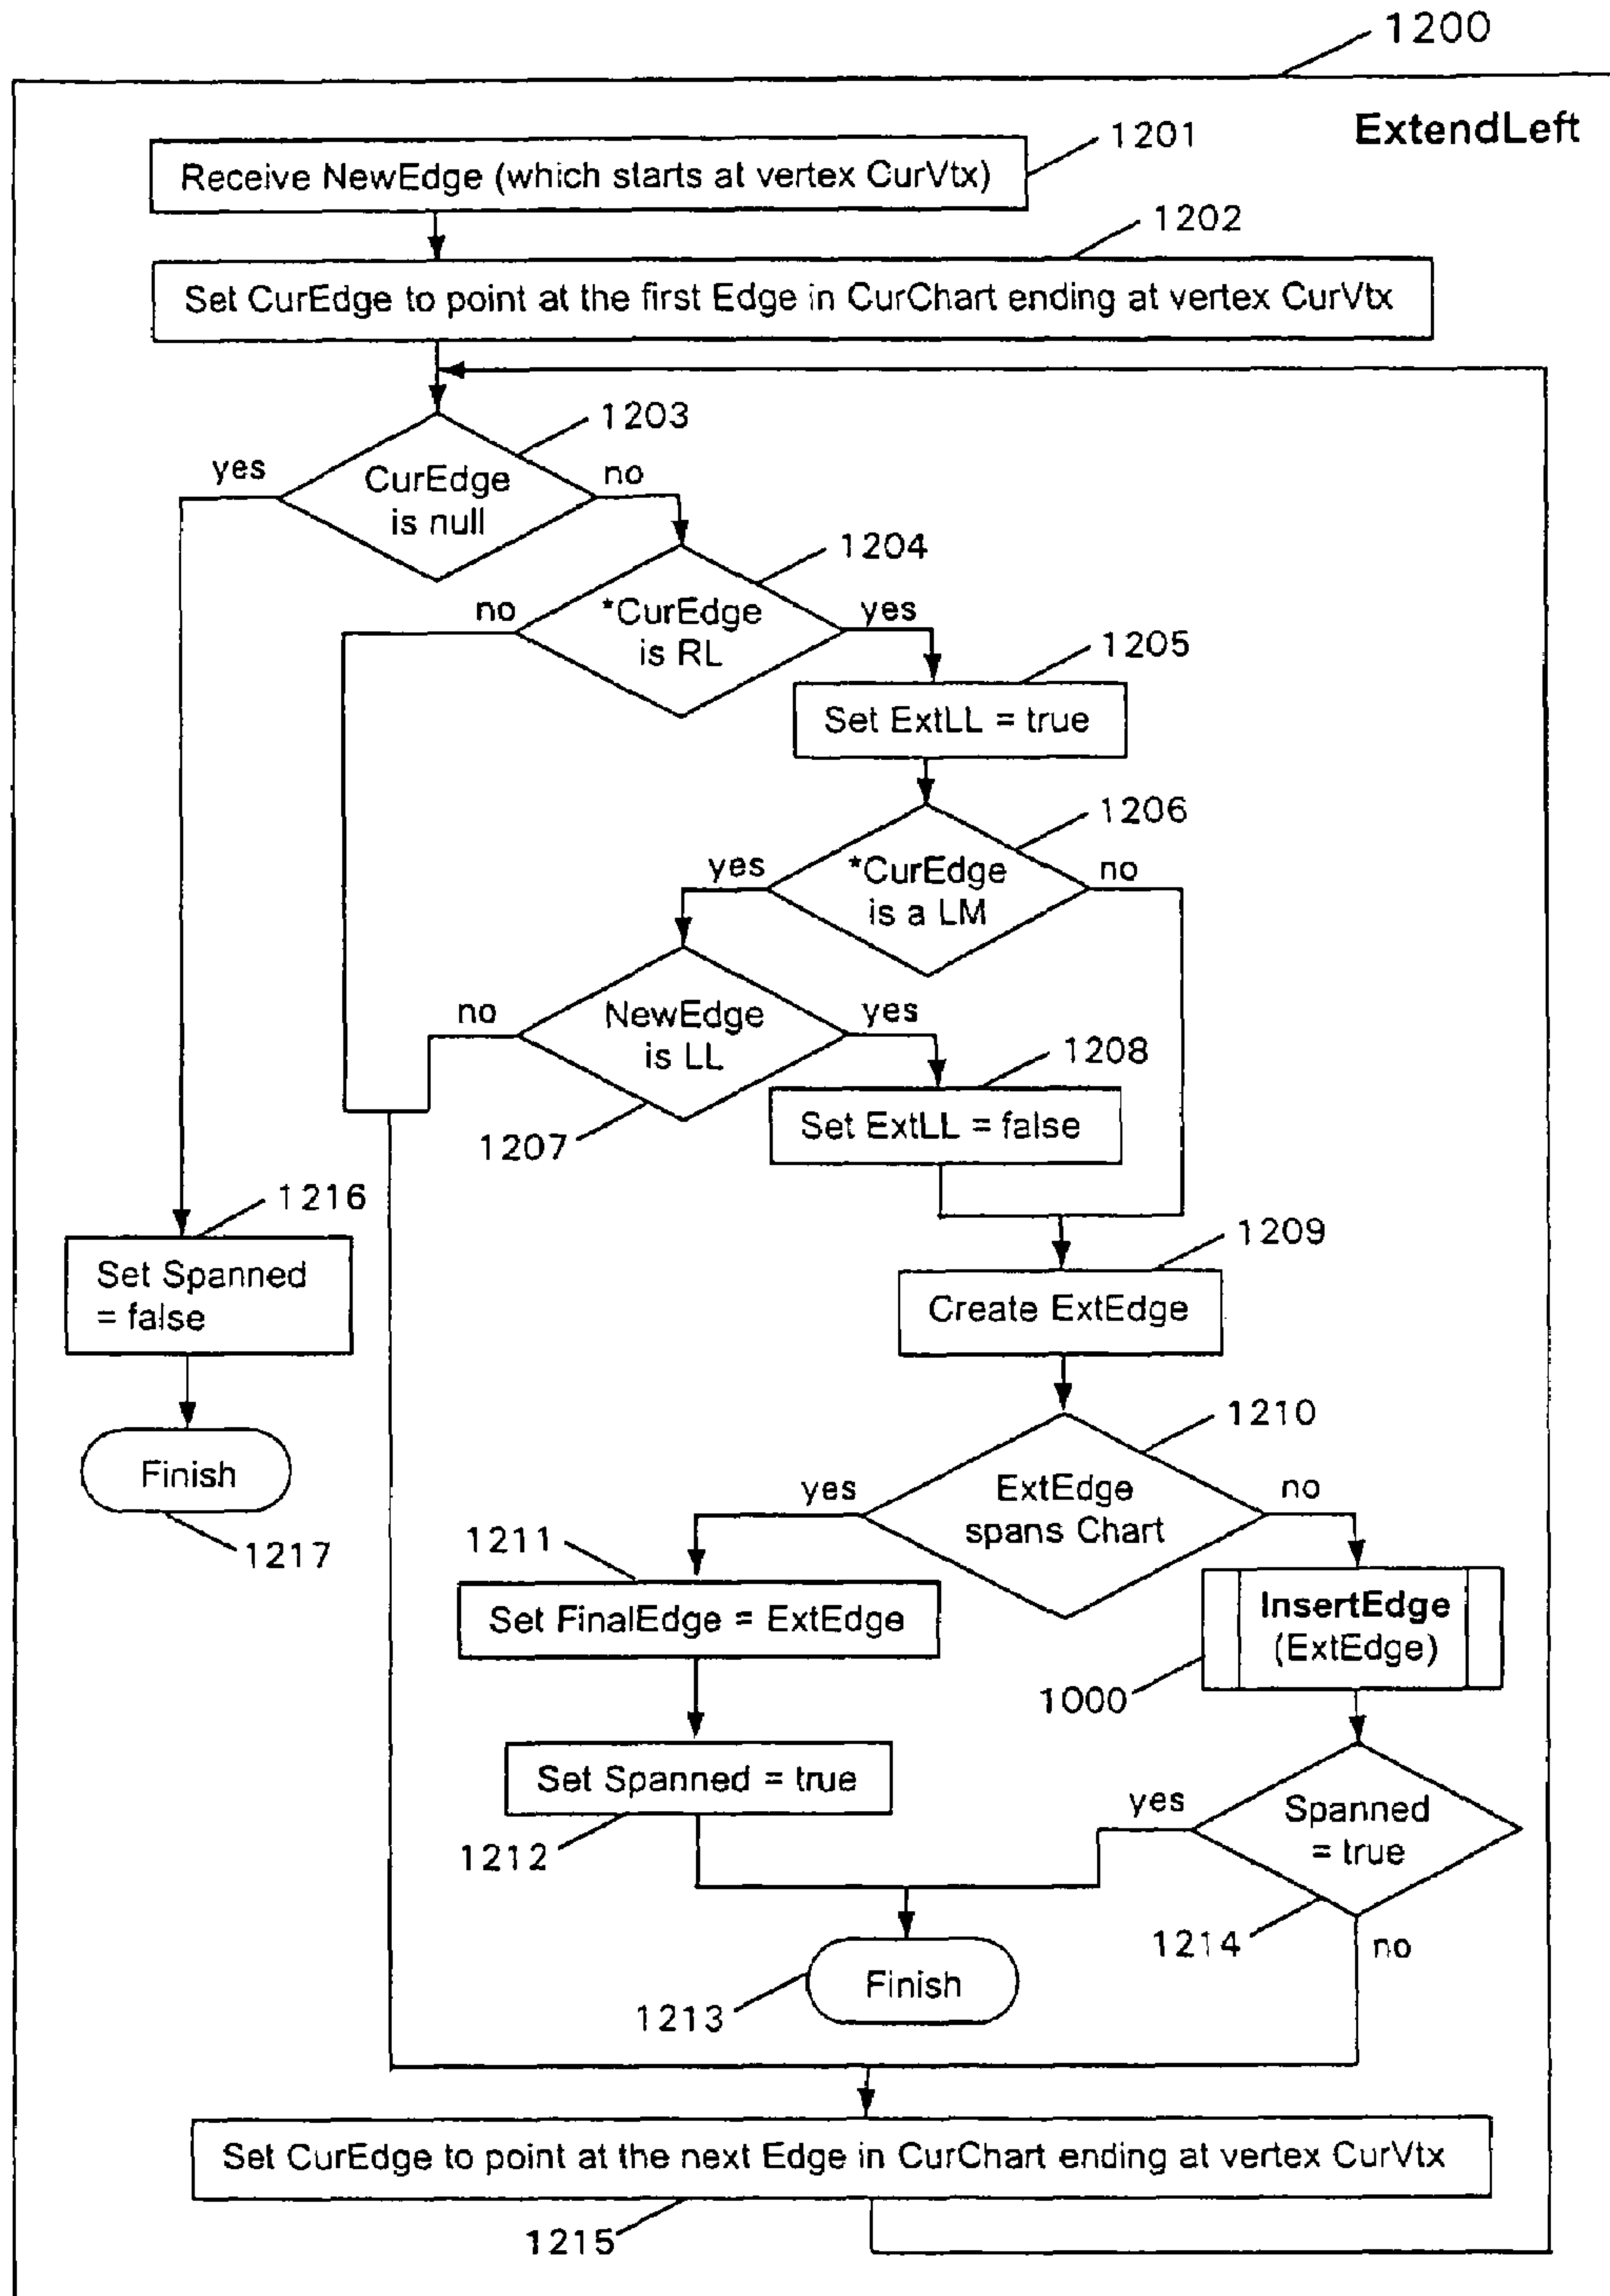 1200
ExtendLeft
1201
Receive NewEdge (which starts at vertex CurVtx)
1202
Set CurEdge to point at the first Edge in CurChart ending at vertex CurVtx
1203
yes
no
CurEdge
is null
1204
no
yes
*CurEdge
is RL
1205
Set ExtLL = true
1206
yes
no
*CurEdge
is a LM
no
yes
NewEdge
is LL
1207
1208
Set ExtLL = false
1216
Set Spanned
= false
1209
Create ExtEdge
Finish
1217
1210
yes
no
ExtEdge
spans Chart
1211
Set FinalEdge = ExtEdge
InsertEdge
(ExtEdge)
1000
Set Spanned = true
1212
yes
Spanned
= true
1214
no
Finish
1213
Set CurEdge to point at the next Edge in CurChart ending at vertex CurVtx
1215